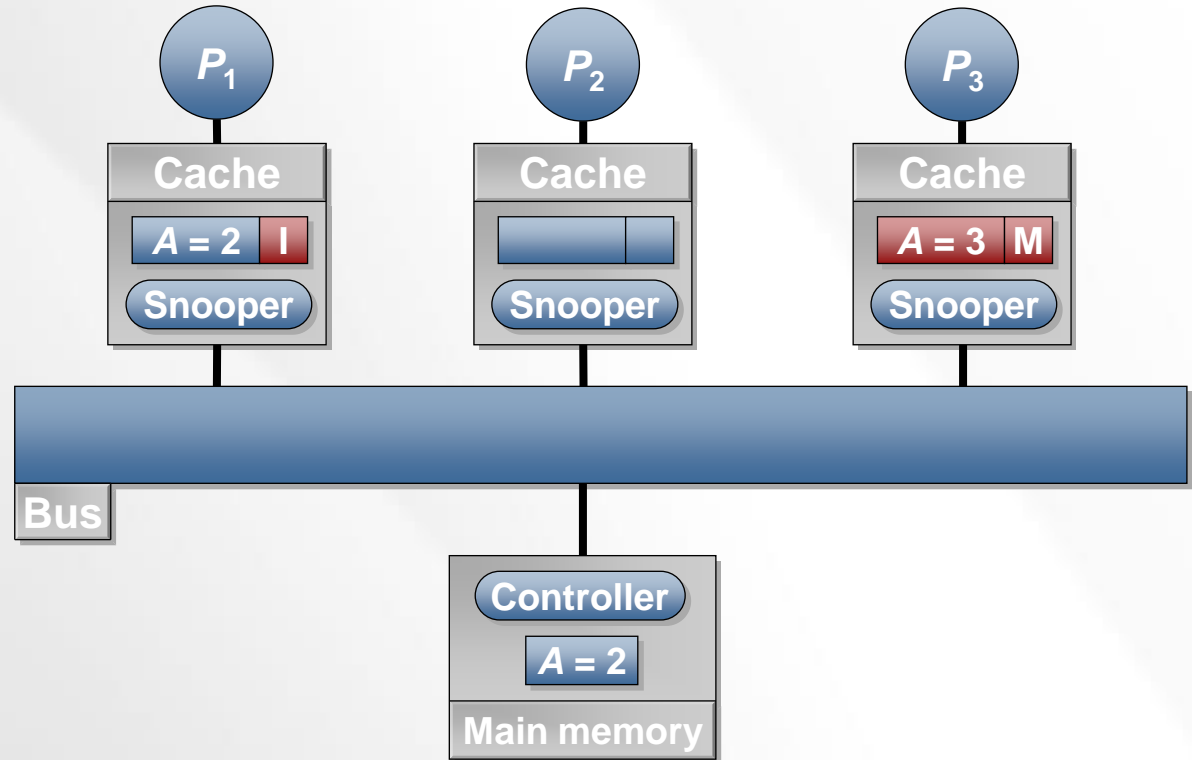 P1 P2 P3
Cache Cache Cache
A = 2 I A = 3 M
Snooper Snooper Snooper
Bus
Controller
A = 2
Main memory